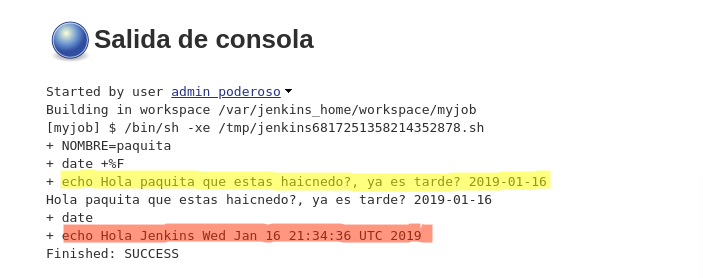 Salida de consola
Started by user admin poderoso
Building in workspace /var/jenkins_home/workspace/myjob
[myjob] $ /bin/sh -xe /tmp/jenkins6817251358214352878.sh
+ NOMBRE=paquita
+ date +%F
+ echo Hola paquita que estas haicnedo?, ya es tarde? 2019-01-16
Hola paquita que estas haicnedo?, ya es tarde? 2019-01-16
+ date
+ echo Hola Jenkins Wed Jan 16 21:34:36 UTC 2019
Finished: SUCCESS